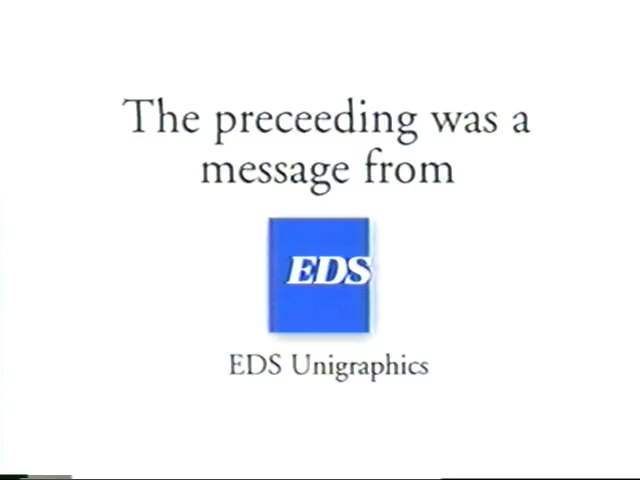 The preceeding was a
message from
EDS
EDS Unigraphics